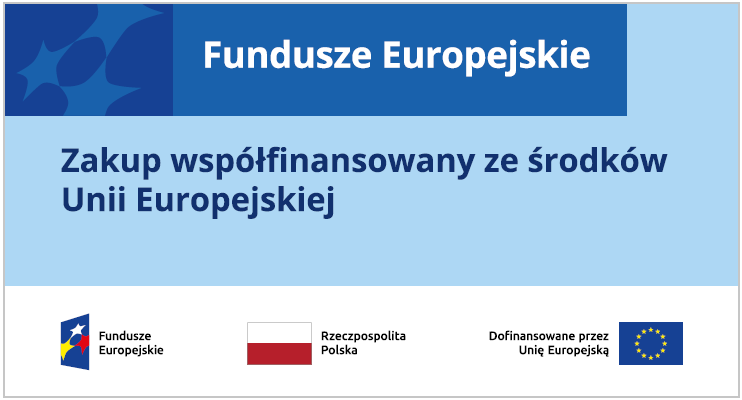 Fundusze Europejskie
Zakup współfinansowany ze środków
Unii Europejskiej
Fundusze
Europejskie
Rzeczpospolita
Polska
Dofinansowane przez
Unię Europejską